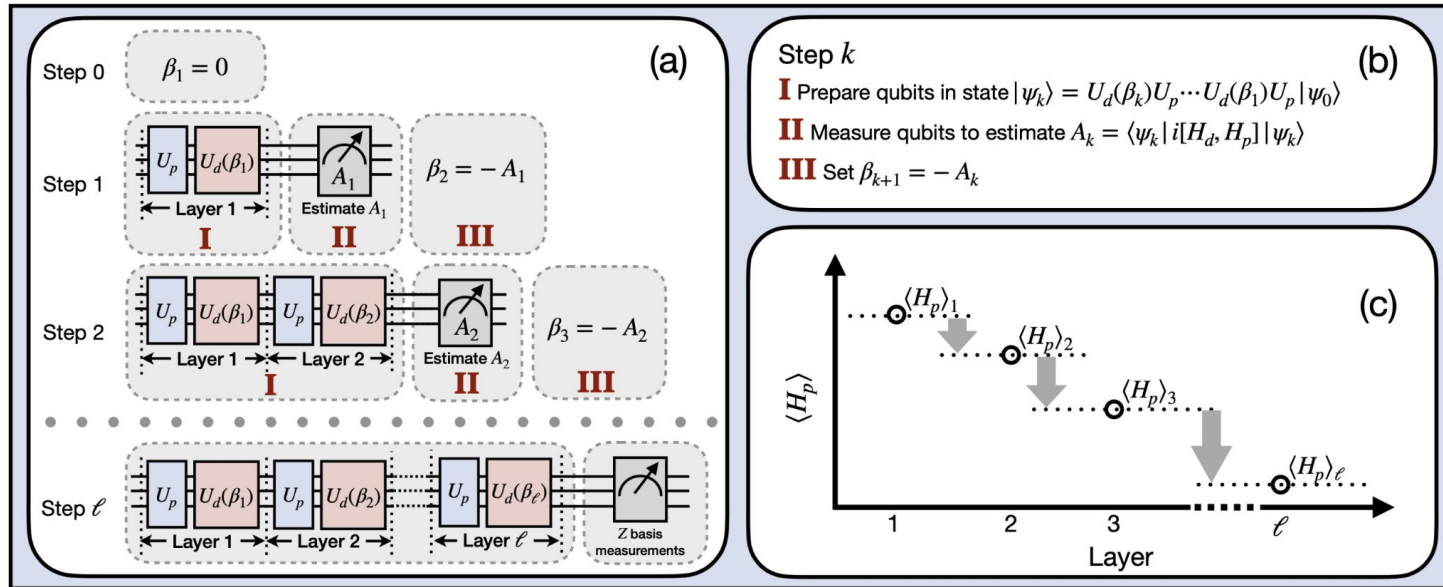 (a)
Step 0
β₁ = 0
Step 1
U_p U_d(β₁)
A₁
Layer 1
Estimate A₁
β₂ = − A₁
I II III
Step 2
U_p U_d(β₁) U_p U_d(β₂)
A₂
Layer 1 Layer 2
Estimate A₂
β₃ = − A₂
I II III
Step ℓ
U_p U_d(β₁) U_p U_d(β₂) U_p U_d(β_ℓ)
Layer 1 Layer 2 Layer ℓ
Z basis
measurements
(b)
Step k
I Prepare qubits in state |ψ_k⟩ = U_d(β_k)U_p···U_d(β₁)U_p|ψ₀⟩
II Measure qubits to estimate A_k = ⟨ψ_k| i[H_d, H_p] |ψ_k⟩
III Set β_{k+1} = − A_k
(c)
⟨H_p⟩
⟨H_p⟩₁
⟨H_p⟩₂
⟨H_p⟩₃
⟨H_p⟩_ℓ
1 2 3 ℓ
Layer